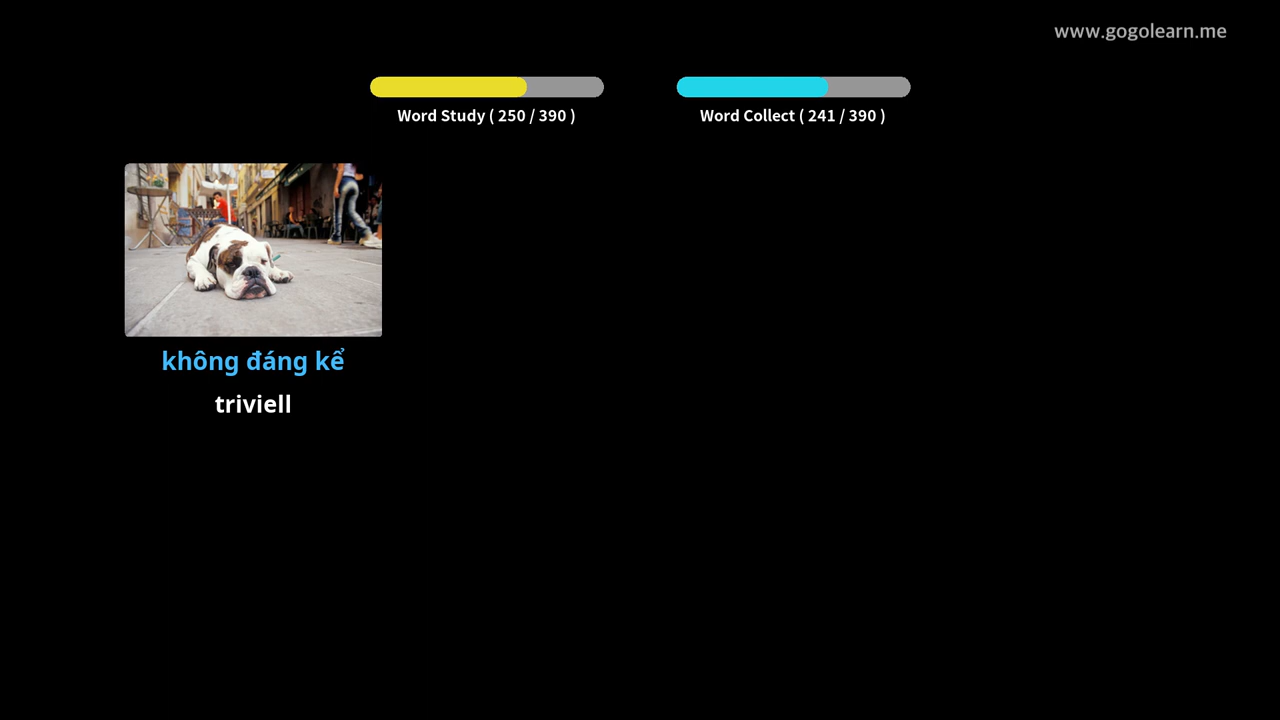 www.gogolearn.me
Word Study ( 250 / 390 )
Word Collect ( 241 / 390 )
không đáng kể
triviell